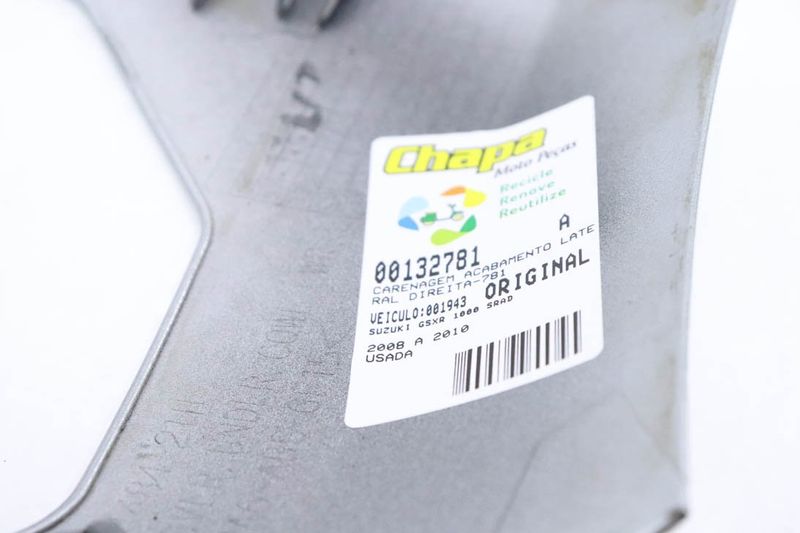 Chapa
Moto Peças
Recicle
Renove
Reutilize
A
00132781
CARENAGEM ACABAMENTO LATE
RAL DIREITA-781
VEICULO:001943 ORIGINAL
SUZUKI GSXR 1000 SRAD
2008 A 2010
USADA